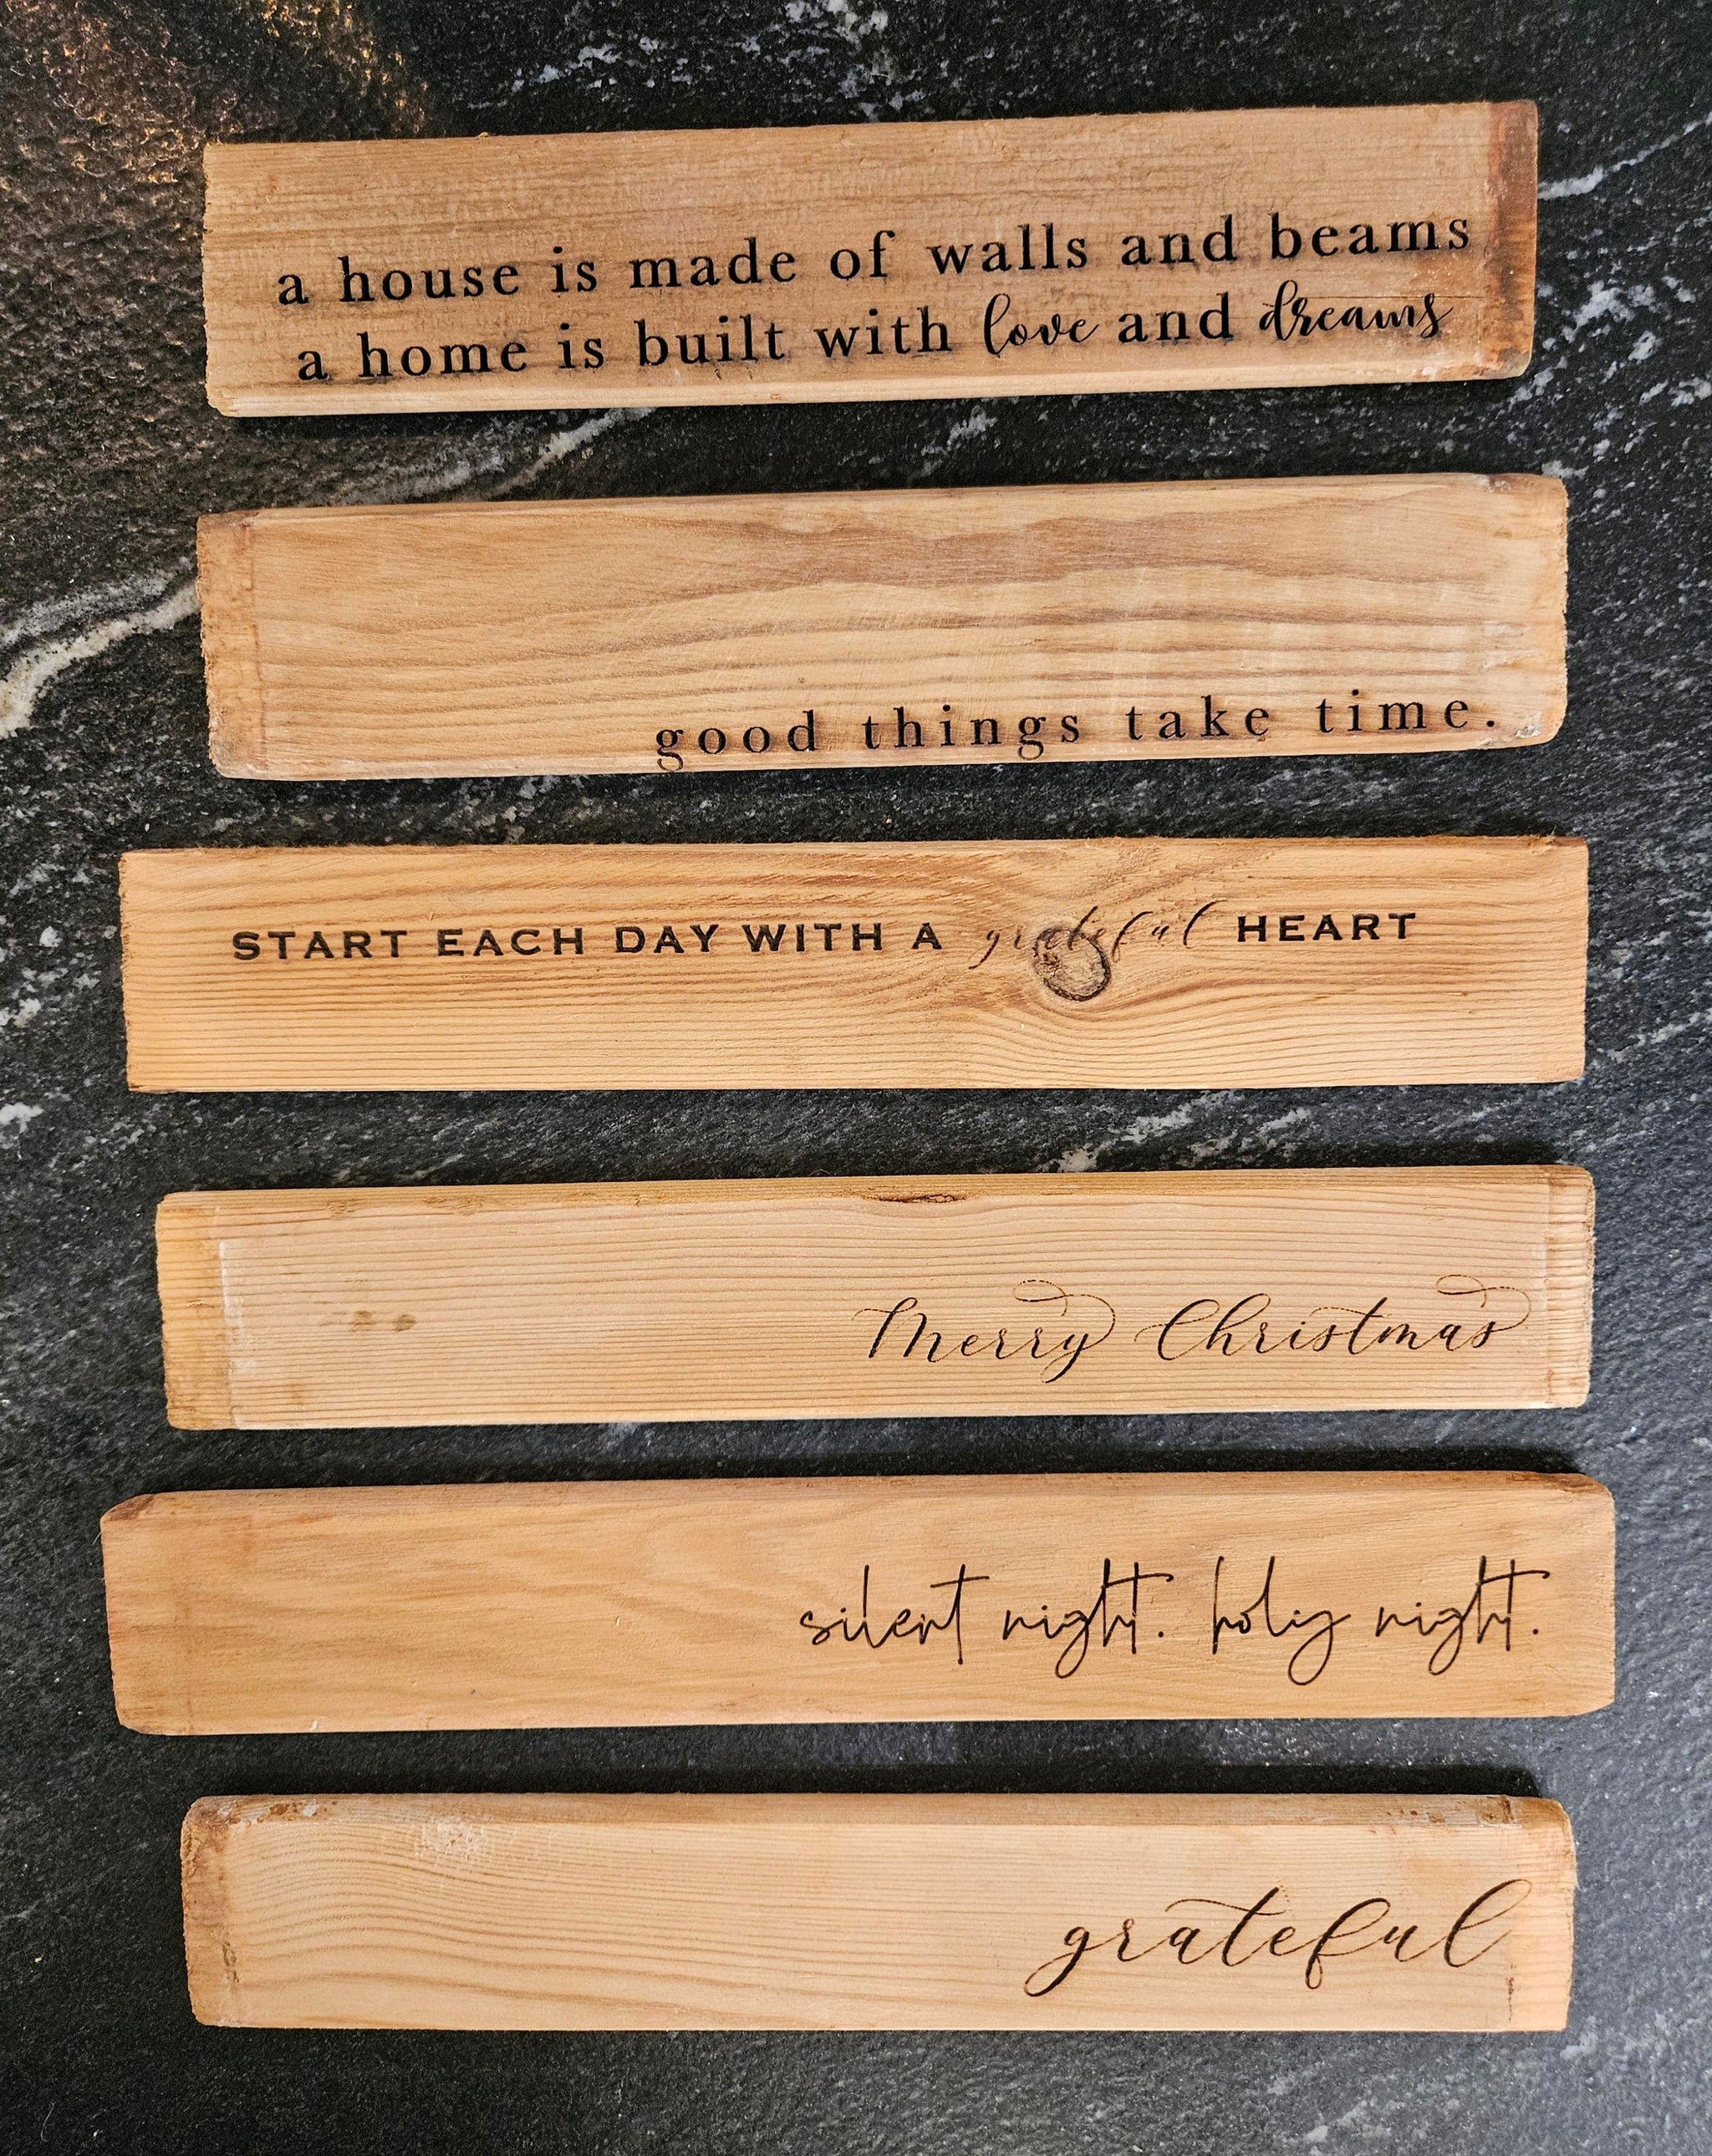 a house is made of walls and beams
a home is built with love and dreams
good things take time.
START EACH DAY WITH A grateful HEART
Merry Christmas
silent night. holy night.
grateful